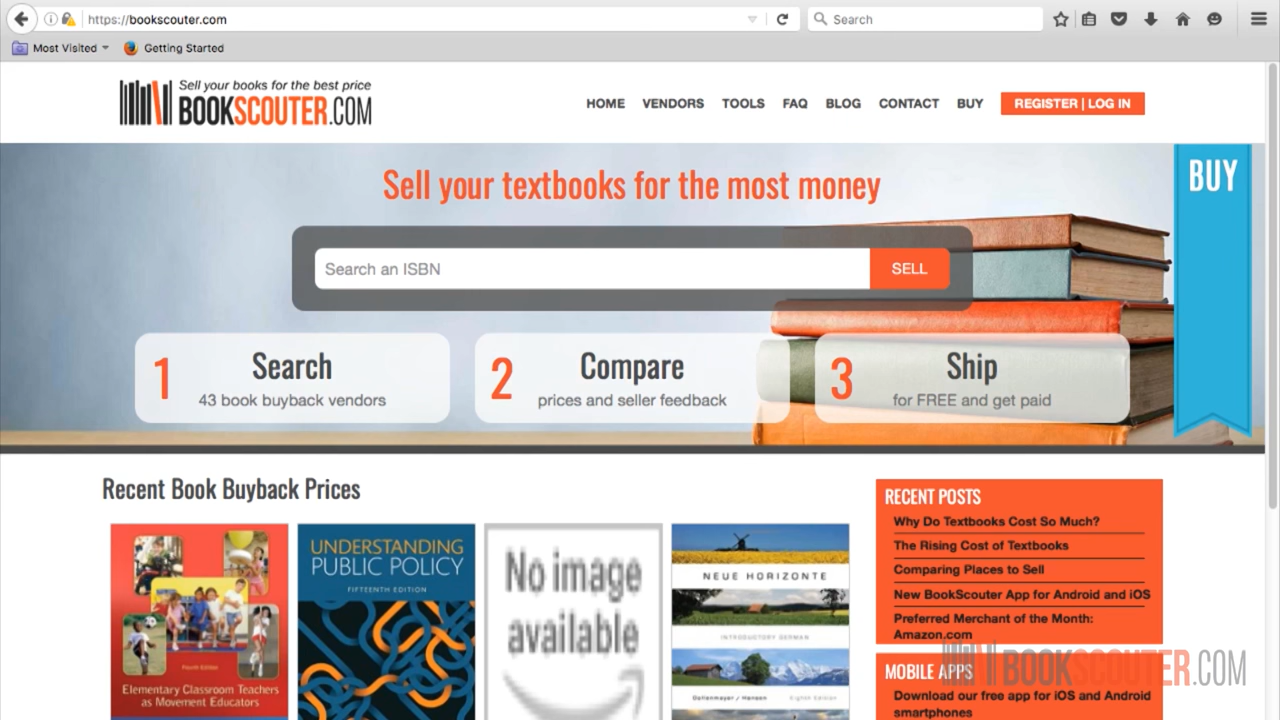 https://bookscouter.com
Search
Most Visited
Getting Started
Sell your books for the best price
BOOKSCOUTER.COM
HOME VENDORS TOOLS FAQ BLOG CONTACT BUY REGISTER | LOG IN
BUY
Sell your textbooks for the most money
Search an ISBN SELL
1 Search
43 book buyback vendors
2 Compare
prices and seller feedback
3 Ship
for FREE and get paid
Recent Book Buyback Prices
Fourth Edition
Elementary Classroom Teachers
as Movement Educators
UNDERSTANDING
PUBLIC POLICY
FIFTEENTH EDITION
No image
available
NEUE HORIZONTE
INTRODUCTORY GERMAN
Dollenmayer / Hansen Eighth Edition
RECENT POSTS
Why Do Textbooks Cost So Much?
The Rising Cost of Textbooks
Comparing Places to Sell
New BookScouter App for Android and iOS
Preferred Merchant of the Month:
Amazon.com
MOBILE APPS
Download our free app for iOS and Android
smartphones
BOOKSCOUTER.COM